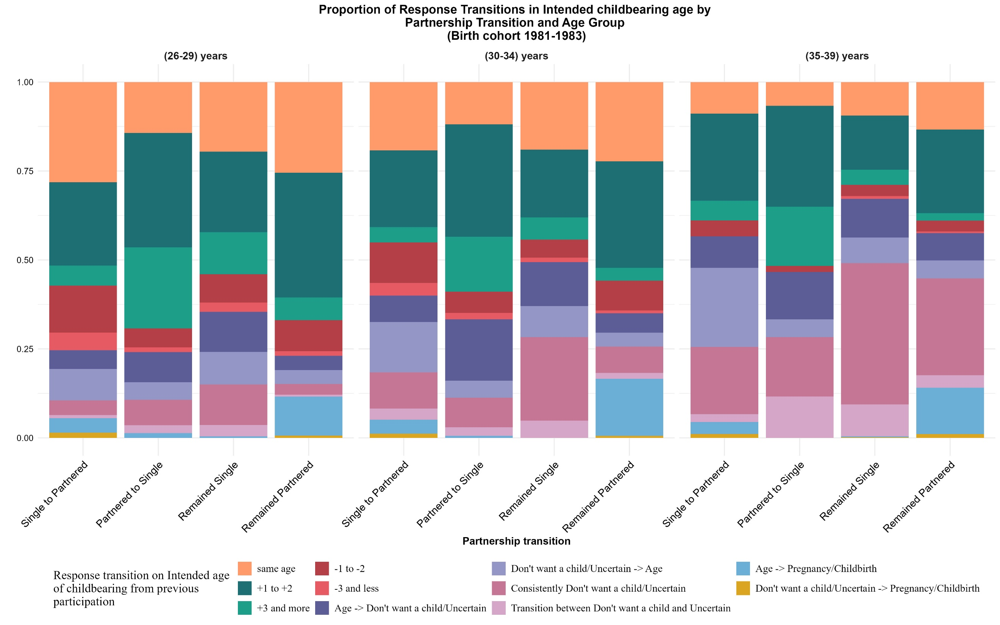 Proportion of Response Transitions in Intended childbearing age by
Partnership Transition and Age Group
(Birth cohort 1981-1983)
(26-29) years
(30-34) years
(35-39) years
1.00
0.75
0.50
0.25
0.00
Single to Partnered
Partnered to Single
Remained Single
Remained Partnered
Single to Partnered
Partnered to Single
Remained Single
Remained Partnered
Single to Partnered
Partnered to Single
Remained Single
Remained Partnered
Partnership transition
Response transition on Intended age
of childbearing from previous
participation
same age
+1 to +2
+3 and more
-1 to -2
-3 and less
Age -> Don't want a child/Uncertain
Don't want a child/Uncertain -> Age
Consistently Don't want a child/Uncertain
Transition between Don't want a child and Uncertain
Age -> Pregnancy/Childbirth
Don't want a child/Uncertain -> Pregnancy/Childbirth